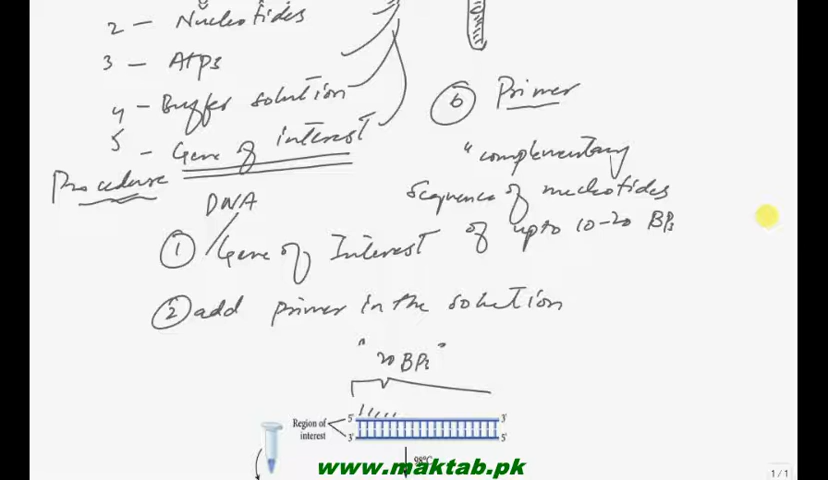 2 - Nucleotides
3 - ATPs
4 - Buffer solution
5 - Gene of interest
6 Primer
"complementary
sequence of nucleotides
of upto 10-20 BPs
Procedure
DNA
1 / Gene of Interest
2 add primer in the solution
"20 BPs"
Region of
interest
5' 3'
3' 5'
98°C
www.maktab.pk
1 / 1